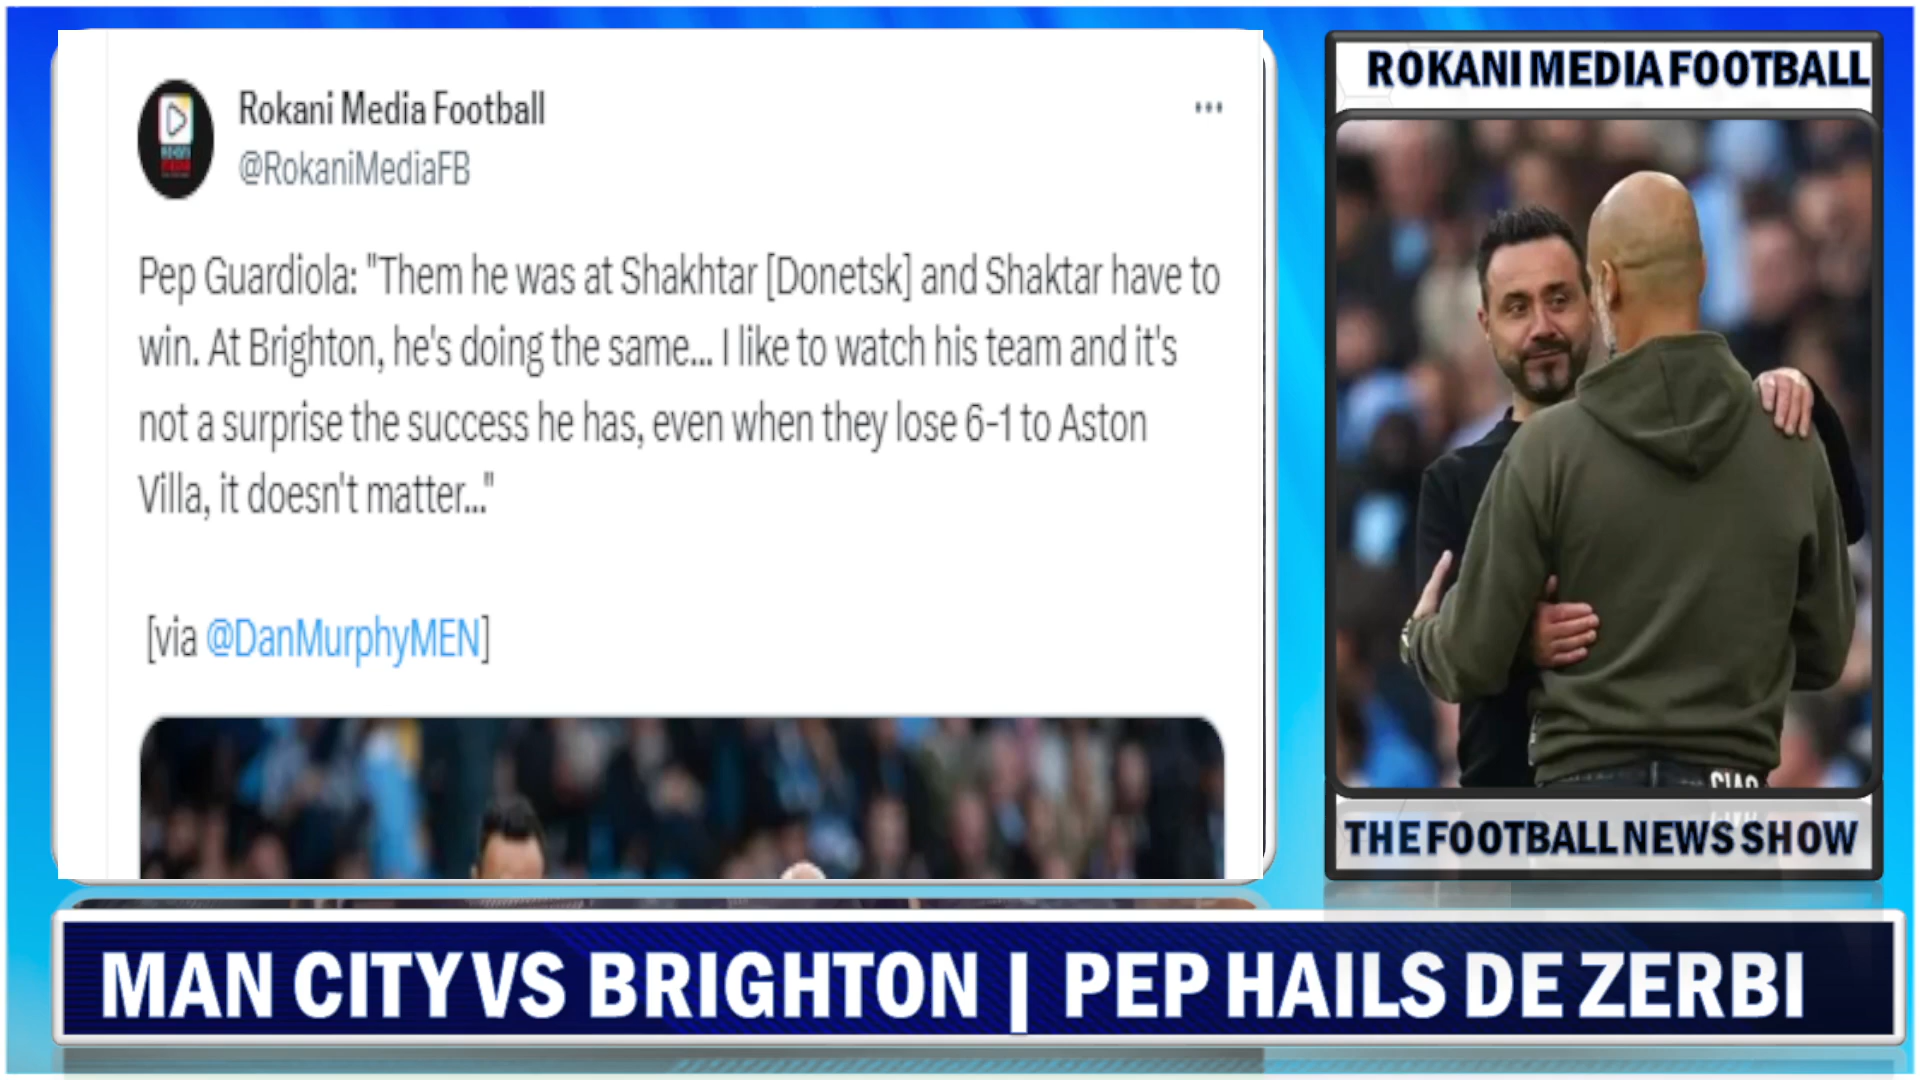 Rokani Media Football
@RokaniMediaFB
Pep Guardiola: "Them he was at Shakhtar [Donetsk] and Shaktar have to
win. At Brighton, he's doing the same... I like to watch his team and it's
not a surprise the success he has, even when they lose 6-1 to Aston
Villa, it doesn't matter..."
[via @DanMurphyMEN]
ROKANI MEDIA FOOTBALL
THE FOOTBALL NEWS SHOW
MAN CITY VS BRIGHTON | PEP HAILS DE ZERBI